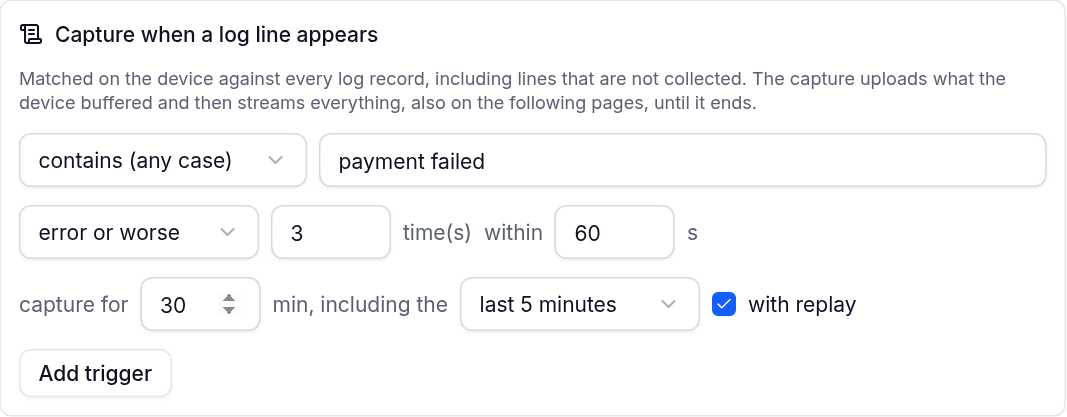 Capture when a log line appears
Matched on the device against every log record, including lines that are not collected. The capture uploads what the
device buffered and then streams everything, also on the following pages, until it ends.
contains (any case) payment failed
error or worse 3 time(s) within 60 s
capture for 30 min, including the last 5 minutes with replay
Add trigger